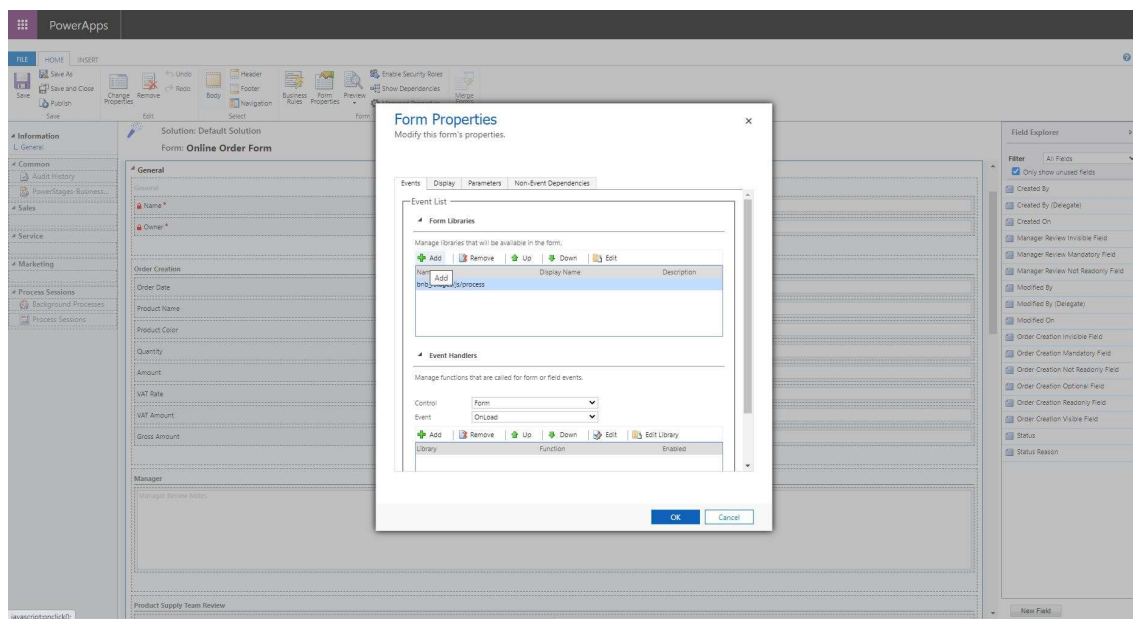 PowerApps
FILE HOME INSERT
Save
Save As
Save and Close
Publish
Save
Change Properties
Remove
Undo
Redo
Edit
Body
Header
Footer
Navigation
Select
Business Rules
Form Properties
Preview
Enable Security Roles
Show Dependencies
Form
Merge
Information
General
Common
Audit History
PowerStages-Business...
Sales
Service
Marketing
Process Sessions
Background Processes
Process Sessions
Solution: Default Solution
Form: Online Order Form
General
General
Name *
Owner *
Order Creation
Order Date
Product Name
Product Color
Quantity
Amount
VAT Rate
VAT Amount
Gross Amount
Manager
Manager Review Notes
Product Supply Team Review
Form Properties
Modify this form's properties.
Events Display Parameters Non-Event Dependencies
Event List
Form Libraries
Manage libraries that will be available in the form.
Add Remove Up Down Edit
Display Name Description
Add
js/process
Event Handlers
Manage functions that are called for form or field events.
Control Form
Event OnLoad
Add Remove Up Down Edit Edit Library
Library Function Enabled
OK Cancel
Field Explorer
Filter All Fields
Only show unused fields
Created By
Created By (Delegate)
Created On
Manager Review Invisible Field
Manager Review Mandatory Field
Manager Review Not Readonly Field
Modified By
Modified By (Delegate)
Modified On
Order Creation Invisible Field
Order Creation Mandatory Field
Order Creation Not Readonly Field
Order Creation Optional Field
Order Creation Readonly Field
Order Creation Visible Field
Status
Status Reason
New Field
javascript:onclick();